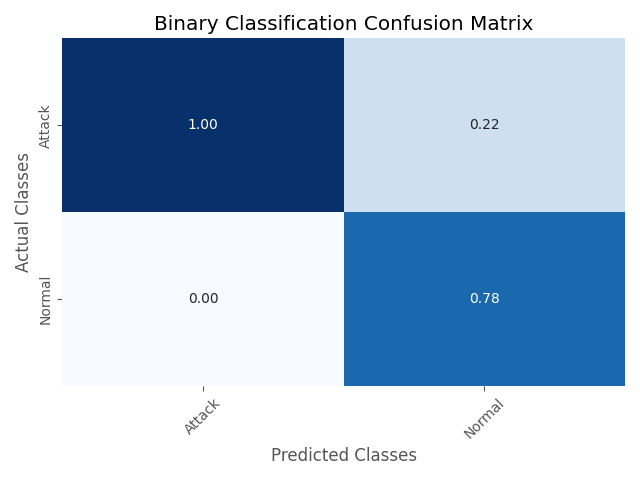 Binary Classification Confusion Matrix
Actual Classes
Attack
1.00
0.22
Normal
0.00
0.78
Attack
Normal
Predicted Classes